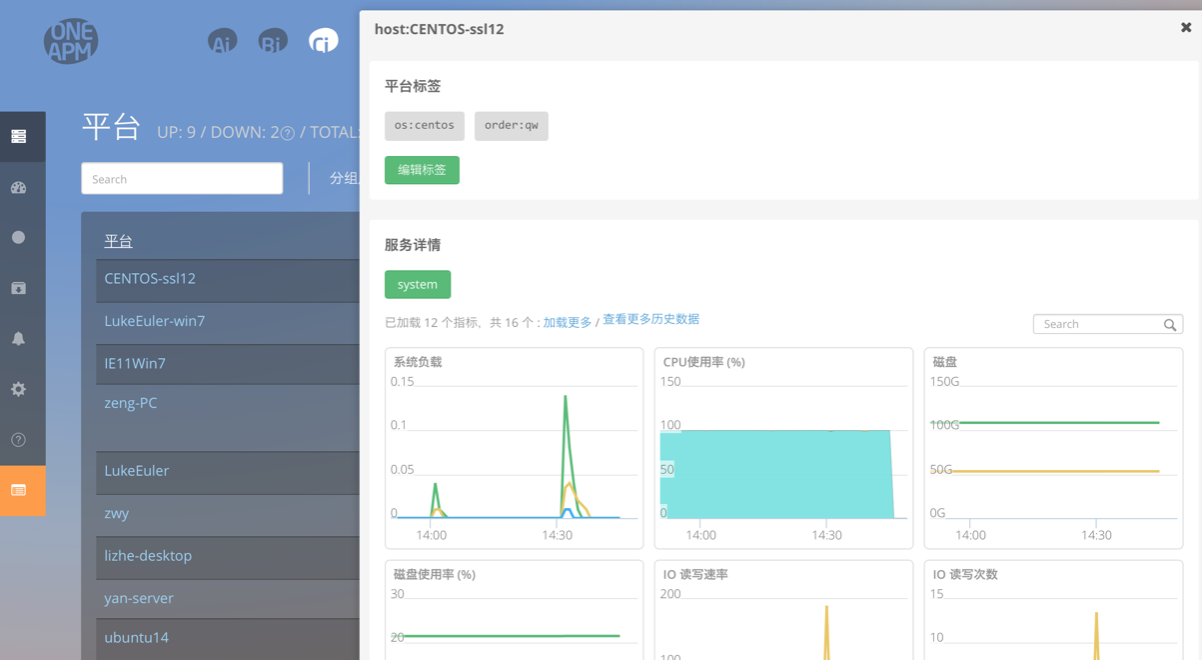 ONE
APM
Ai
Bi
Ci
平台 UP: 9 / DOWN: 2? / TOTAL:
Search
分组
平台
CENTOS-ssl12
LukeEuler-win7
IE11Win7
zeng-PC
LukeEuler
zwy
lizhe-desktop
yan-server
ubuntu14
host:CENTOS-ssl12
平台标签
os:centos
order:qw
编辑标签
服务详情
system
已加载 12 个指标、共 16 个 : 加载更多 / 查看更多历史数据
Search
系统负载
0.15
0.1
0.05
0
14:00 14:30
CPU使用率 (%)
150
100
50
0
14:00 14:30
磁盘
150G
100G
50G
0G
14:00 14:30
磁盘使用率 (%)
30
20
IO 读写速率
200
100
IO 读写次数
15
10